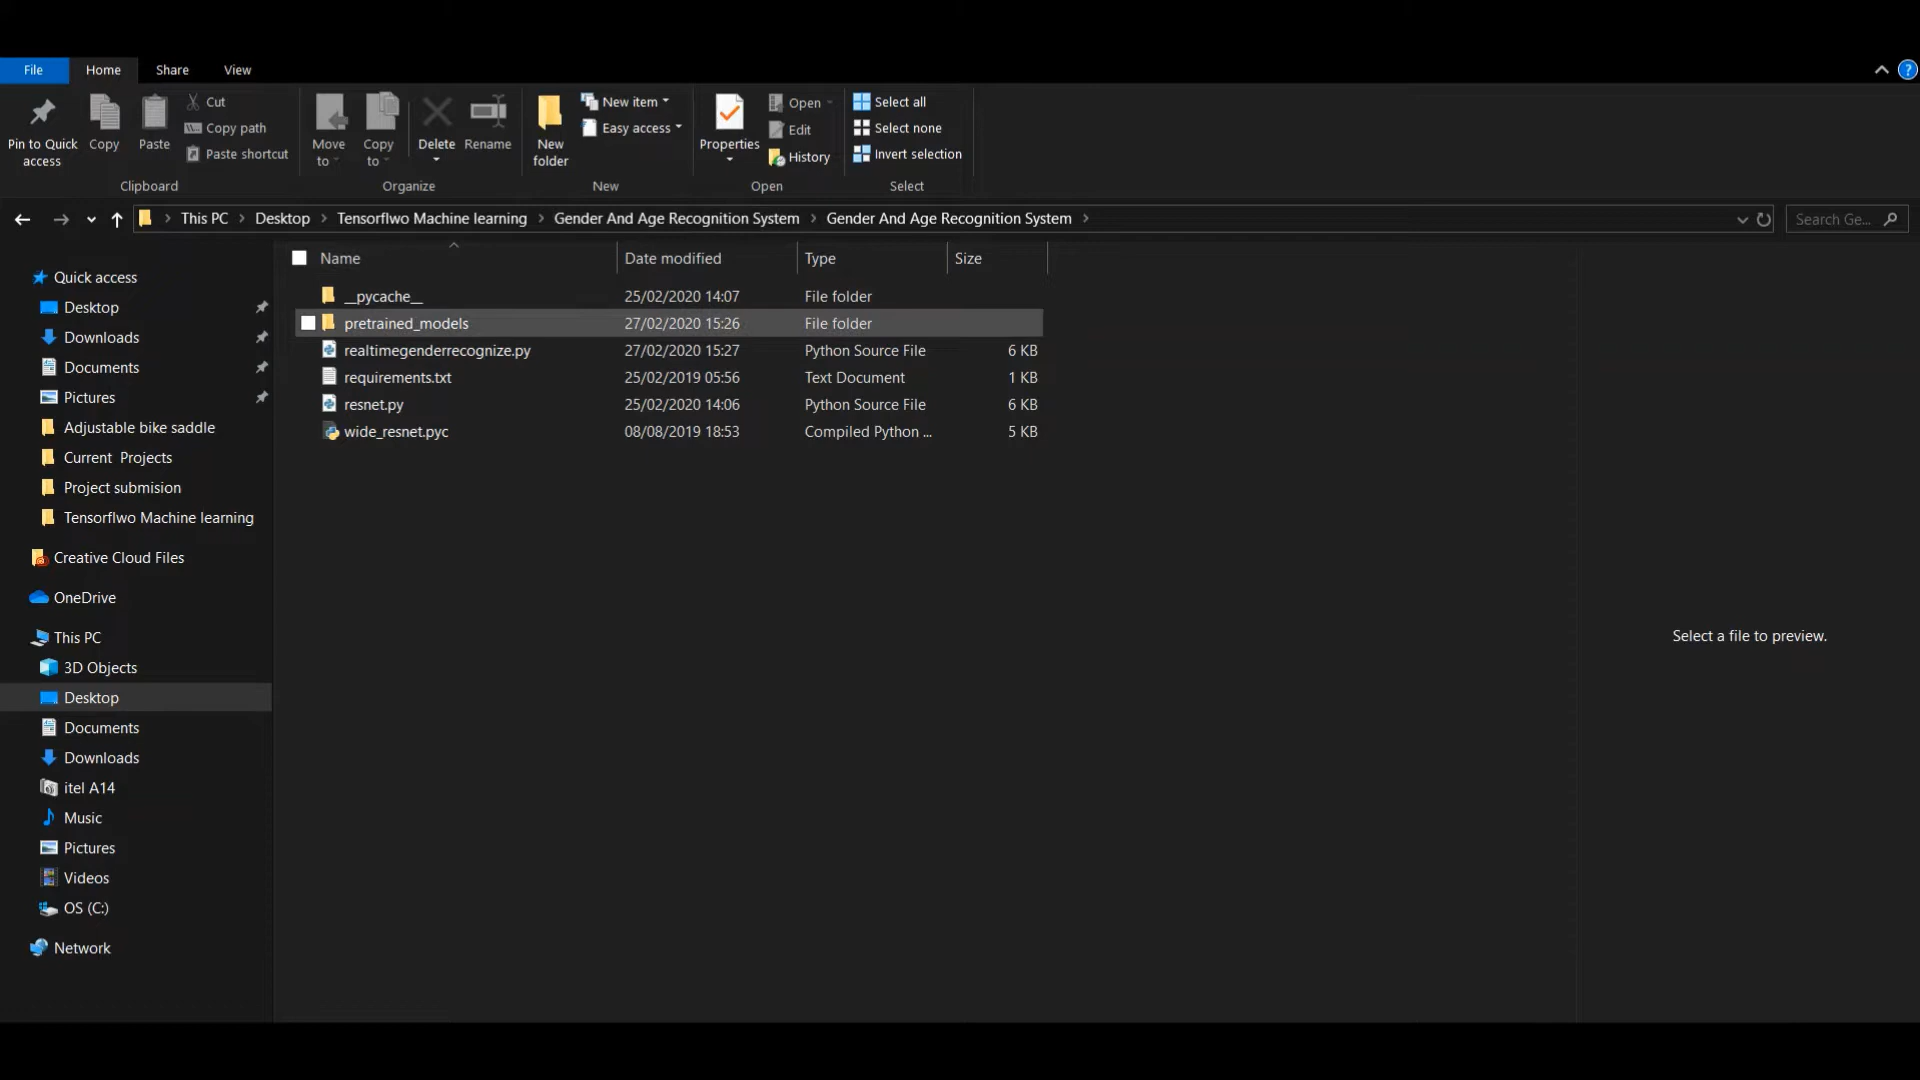 File Home Share View
Pin to Quick access
Copy
Paste
Cut
Copy path
Paste shortcut
Clipboard
Move to
Copy to
Delete
Rename
Organize
New folder
New item
Easy access
New
Properties
Open
Edit
History
Open
Select all
Select none
Invert selection
Select
This PC Desktop Tensorflwo Machine learning Gender And Age Recognition System Gender And Age Recognition System
Search Ge...
Quick access
Desktop
Downloads
Documents
Pictures
Adjustable bike saddle
Current Projects
Project submision
Tensorflwo Machine learning
Creative Cloud Files
OneDrive
This PC
3D Objects
Desktop
Documents
Downloads
itel A14
Music
Pictures
Videos
OS (C:)
Network
Name Date modified Type Size
__pycache__ 25/02/2020 14:07 File folder
pretrained_models 27/02/2020 15:26 File folder
realtimegenderrecognize.py 27/02/2020 15:27 Python Source File 6 KB
requirements.txt 25/02/2019 05:56 Text Document 1 KB
resnet.py 25/02/2020 14:06 Python Source File 6 KB
wide_resnet.pyc 08/08/2019 18:53 Compiled Python ... 5 KB
Select a file to preview.